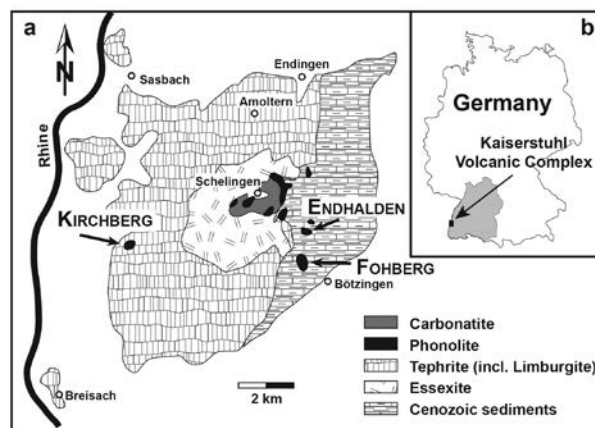 a
N
Rhine
Sasbach
Endingen
Amoltern
Schelingen
KIRCHBERG
ENDHALDEN
FOHBERG
Bötzingen
Breisach
2 km
Carbonatite
Phonolite
Tephrite (incl. Limburgite)
Essexite
Cenozoic sediments
b
Germany
Kaiserstuhl
Volcanic Complex